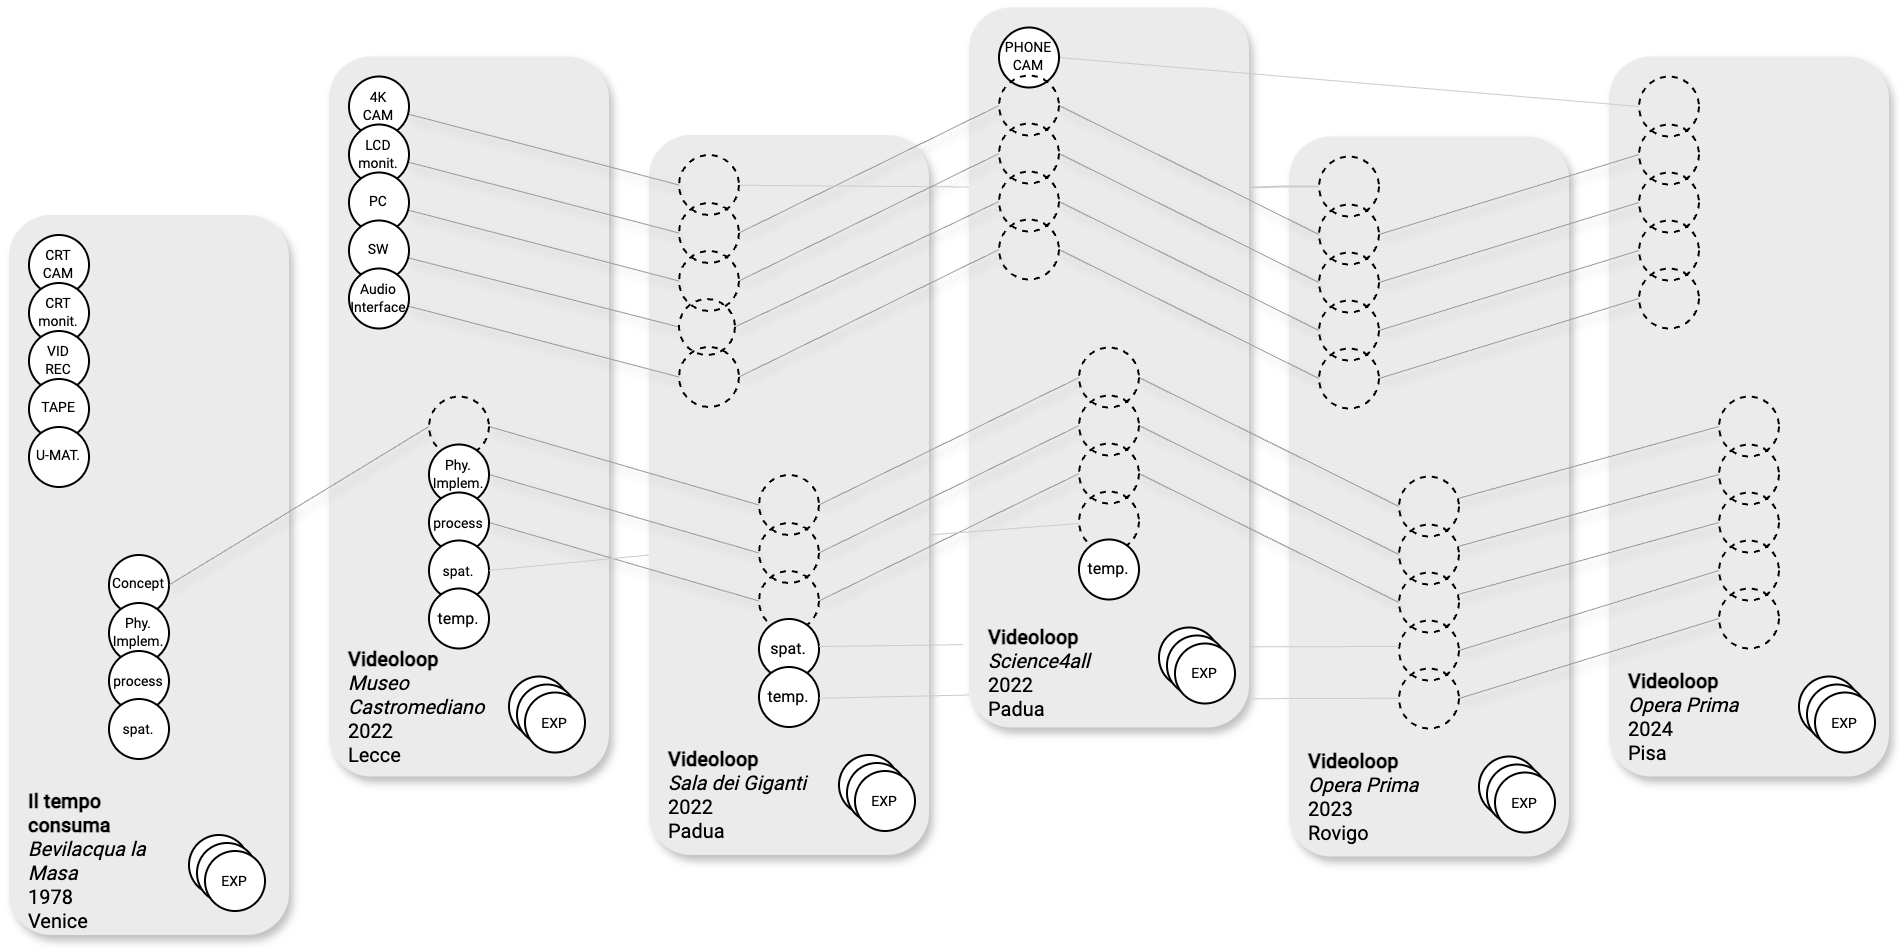 CRT
CAM
CRT
monit.
VID
REC
TAPE
U-MAT.
Concept
Phy.
Implem.
process
spat.
Il tempo
consuma
Bevilacqua la
Masa
1978
Venice
EXP
4K
CAM
LCD
monit.
PC
SW
Audio
Interface
Phy.
Implem.
process
spat.
temp.
Videoloop
Museo
Castromediano
2022
Lecce
EXP
spat.
temp.
Videoloop
Sala dei Giganti
2022
Padua
EXP
PHONE
CAM
temp.
Videoloop
Science4all
2022
Padua
EXP
Videoloop
Opera Prima
2023
Rovigo
EXP
Videoloop
Opera Prima
2024
Pisa
EXP